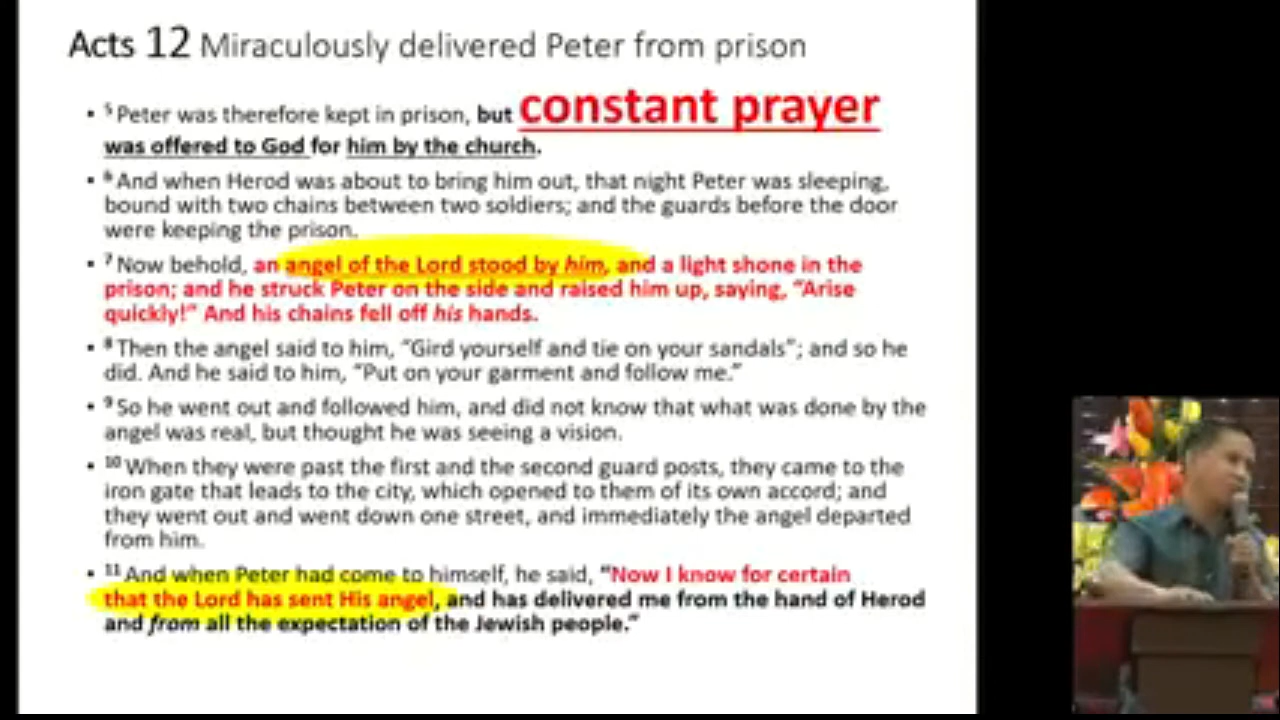 Acts 12 Miraculously delivered Peter from prison
• ⁵ Peter was therefore kept in prison, but constant prayer
was offered to God for him by the church.
• ⁶ And when Herod was about to bring him out, that night Peter was sleeping,
bound with two chains between two soldiers; and the guards before the door
were keeping the prison.
• ⁷ Now behold, an angel of the Lord stood by him, and a light shone in the
prison; and he struck Peter on the side and raised him up, saying, “Arise
quickly!” And his chains fell off his hands.
• ⁸ Then the angel said to him, “Gird yourself and tie on your sandals”; and so he
did. And he said to him, “Put on your garment and follow me.”
• ⁹ So he went out and followed him, and did not know that what was done by the
angel was real, but thought he was seeing a vision.
• ¹⁰ When they were past the first and the second guard posts, they came to the
iron gate that leads to the city, which opened to them of its own accord; and
they went out and went down one street, and immediately the angel departed
from him.
• ¹¹ And when Peter had come to himself, he said, “Now I know for certain
that the Lord has sent His angel, and has delivered me from the hand of Herod
and from all the expectation of the Jewish people.”